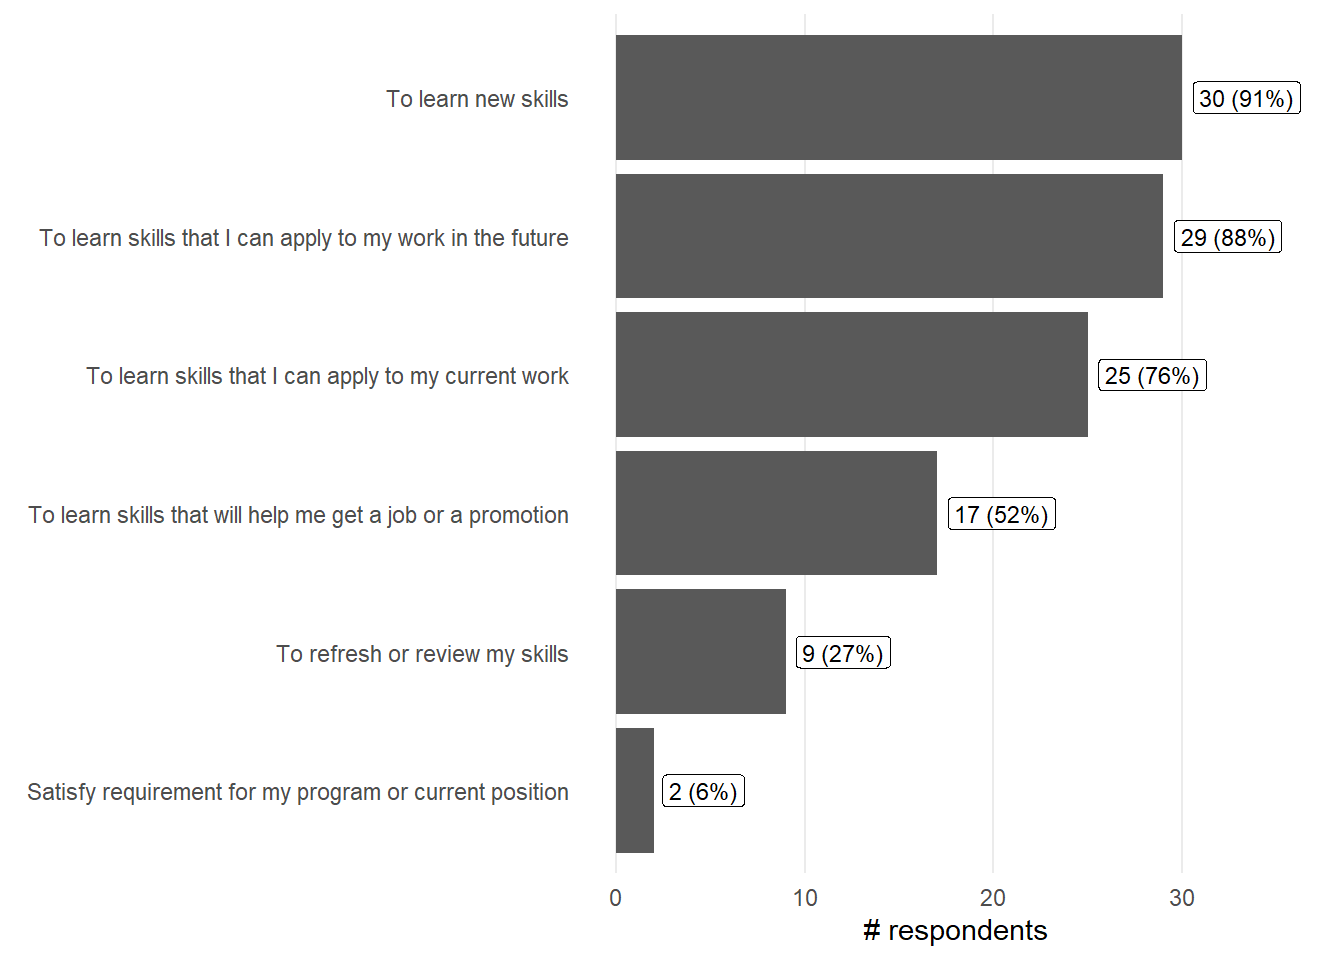 To learn new skills
30 (91%)
To learn skills that I can apply to my work in the future
29 (88%)
To learn skills that I can apply to my current work
25 (76%)
To learn skills that will help me get a job or a promotion
17 (52%)
To refresh or review my skills
9 (27%)
Satisfy requirement for my program or current position
2 (6%)
0 10 20 30
# respondents